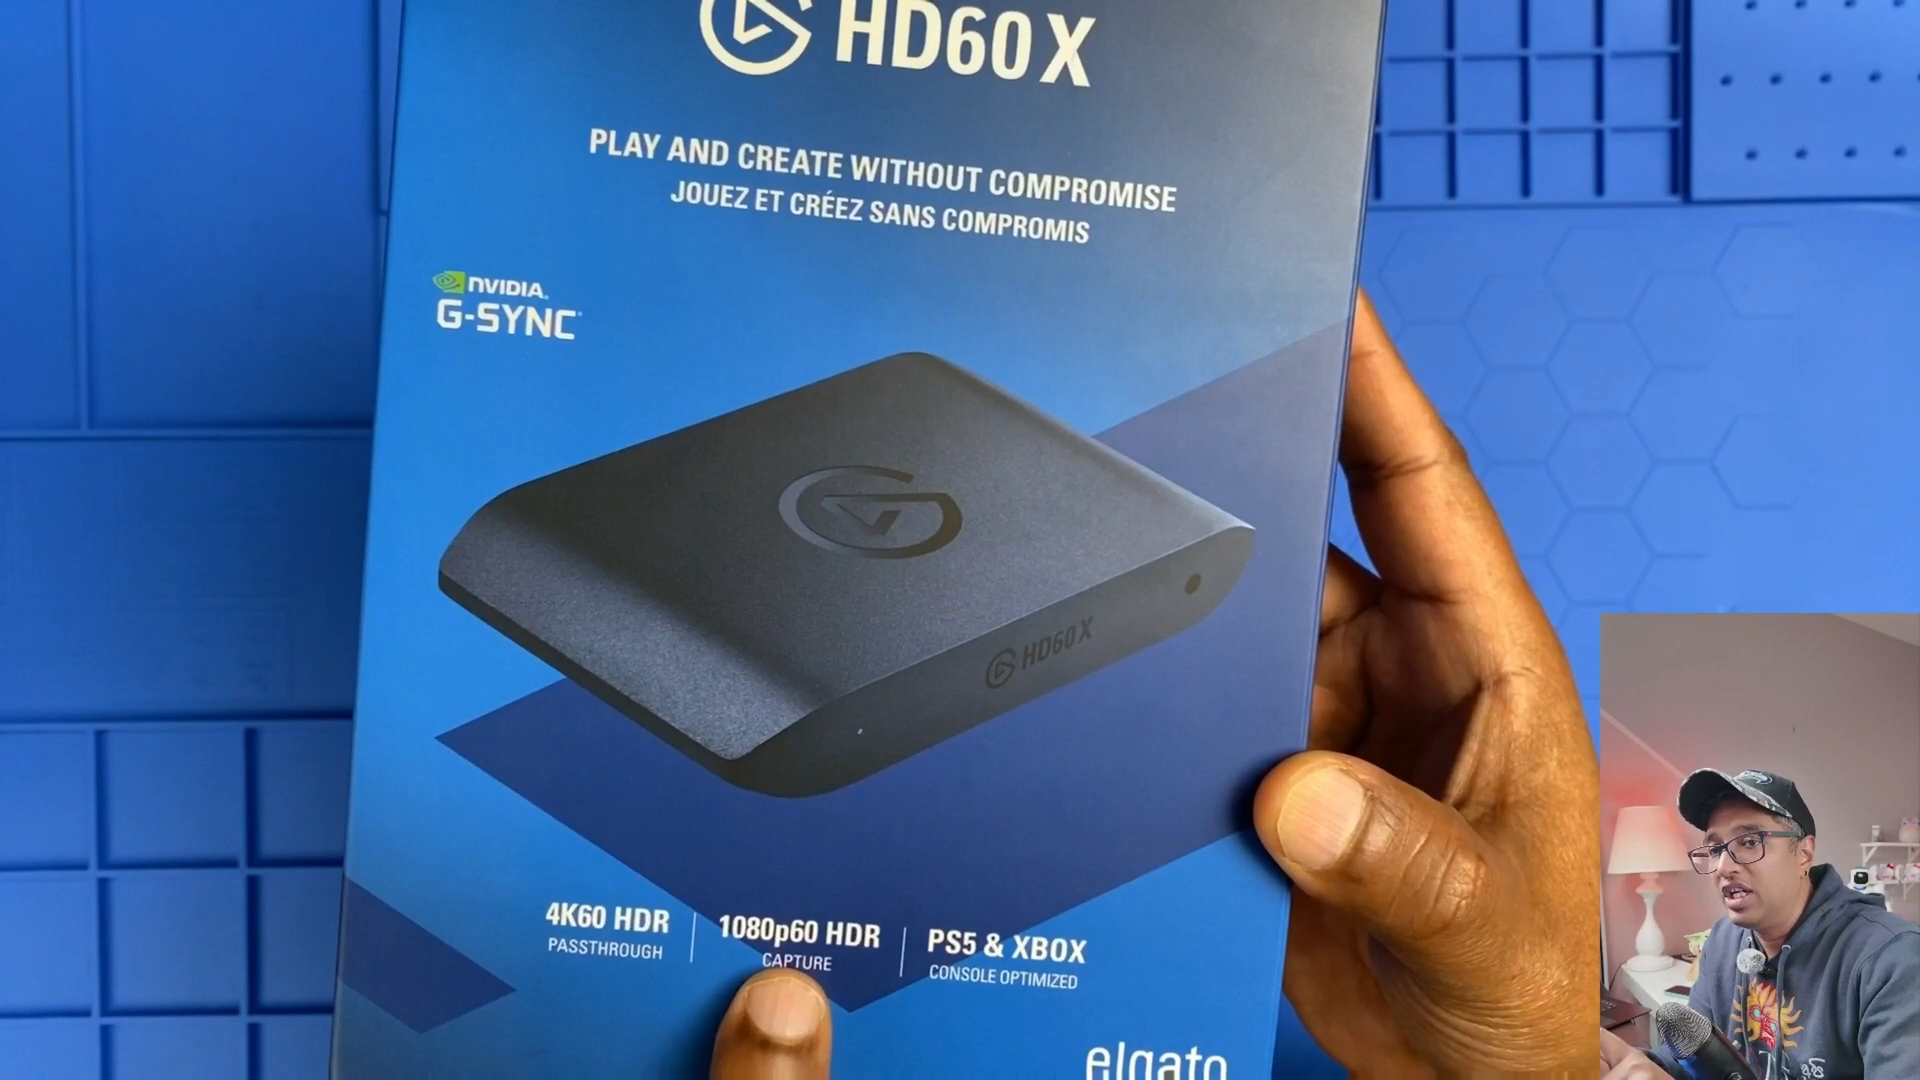 HD60 X
PLAY AND CREATE WITHOUT COMPROMISE
JOUEZ ET CRÉEZ SANS COMPROMIS
NVIDIA.
G-SYNC
HD60 X
4K60 HDR
PASSTHROUGH
1080p60 HDR
CAPTURE
PS5 & XBOX
CONSOLE OPTIMIZED
elgato